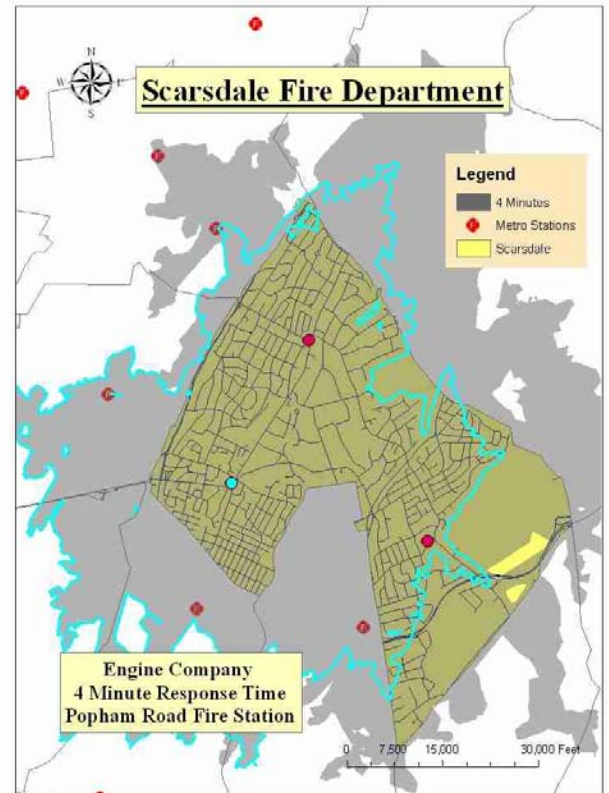 N
W E
S
Scarsdale Fire Department
Legend
4 Minutes
F Metro Stations
Scarsdale
Engine Company
4 Minute Response Time
Popham Road Fire Station
0 7,500 15,000 30,000 Feet